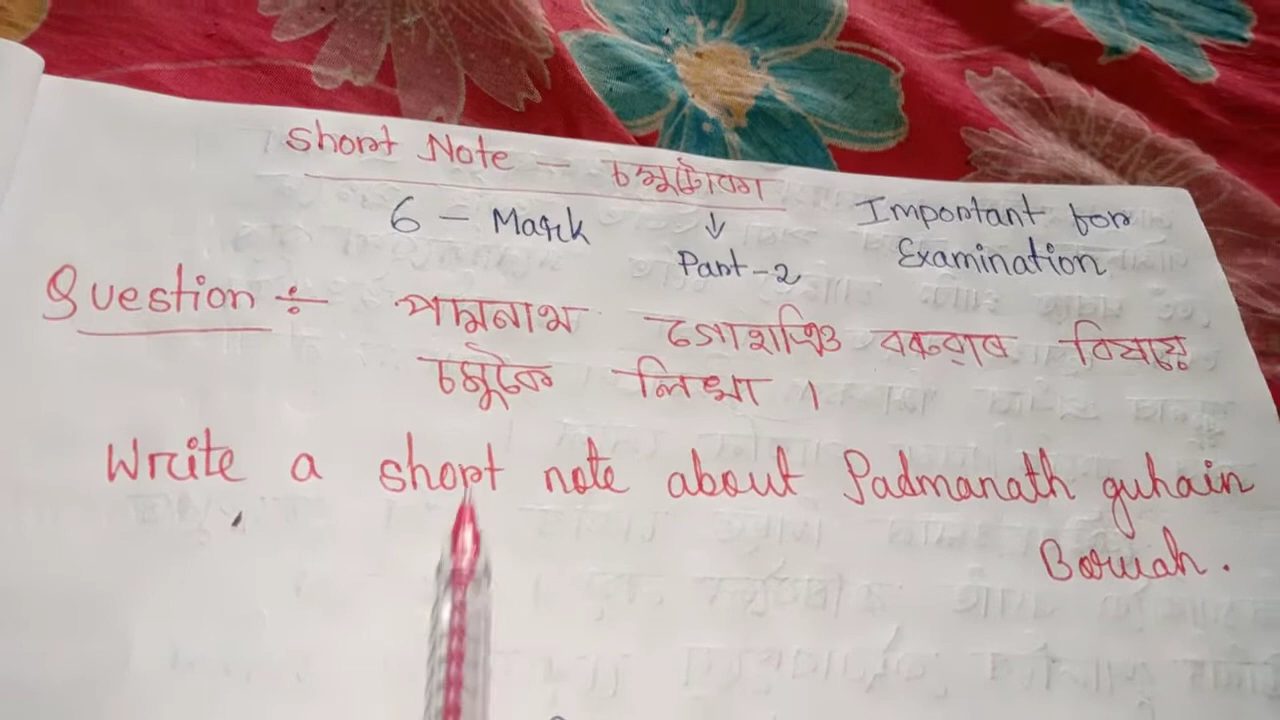 Short Note - চমুটোকা
6 - Mark
↓
Part-2
Important for
Examination
Question ÷ পদ্মনাথ গোহাঞি বৰুৱাৰ বিষয়ে
চমুকৈ লিখা ।
Write a short note about Padmanath guhain
Boruah.